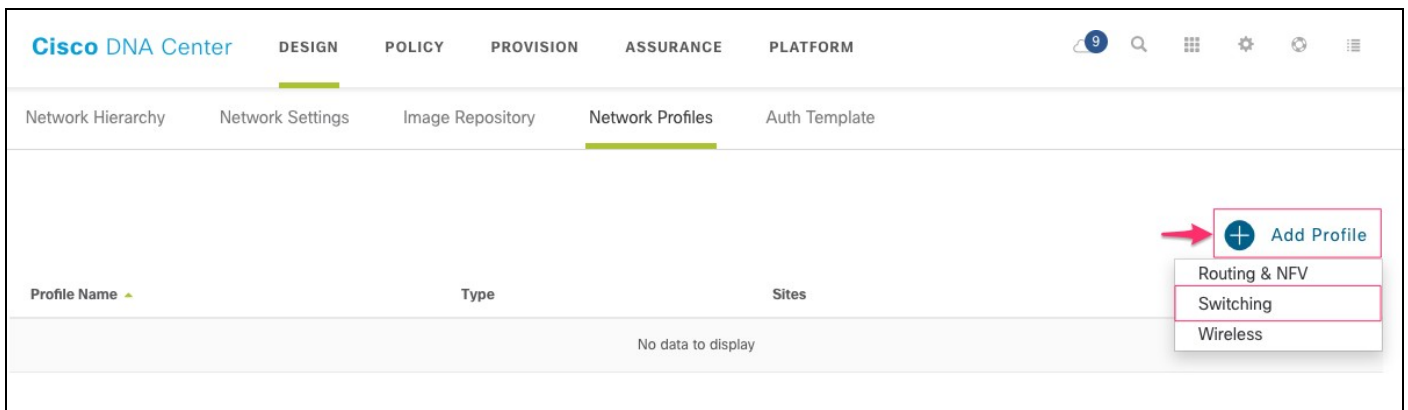 Cisco DNA Center DESIGN POLICY PROVISION ASSURANCE PLATFORM 9
Network Hierarchy Network Settings Image Repository Network Profiles Auth Template
Add Profile
Routing & NFV
Profile Name Type Sites
Switching
Wireless
No data to display